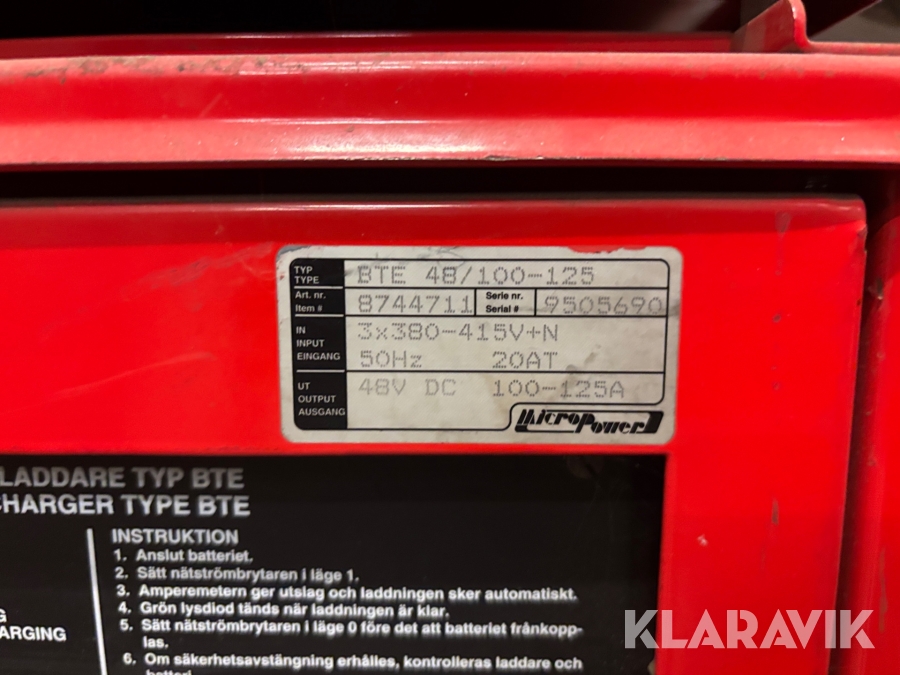 TYP
TYPE
BTE 48/100-125
Art. nr.
Item #
8744711
Serie nr.
Serial #
9505690
IN
INPUT
EINGANG
3x380-415V+N
50Hz 20AT
UT
OUTPUT
AUSGANG
48V DC 100-125A
MicroPower
LADDARE TYP BTE
CHARGER TYPE BTE
INSTRUKTION
1. Anslut batteriet.
2. Sätt nätströmbrytaren i läge 1.
3. Amperemetern ger utslag och laddningen sker automatiskt.
4. Grön lysdiod tänds när laddningen är klar.
5. Sätt nätströmbrytaren i läge 0 före det att batteriet frånkopp-
las.
6. Om säkerhetsavstängning erhålles, kontrolleras laddare och
ARGING
KLARAVIK